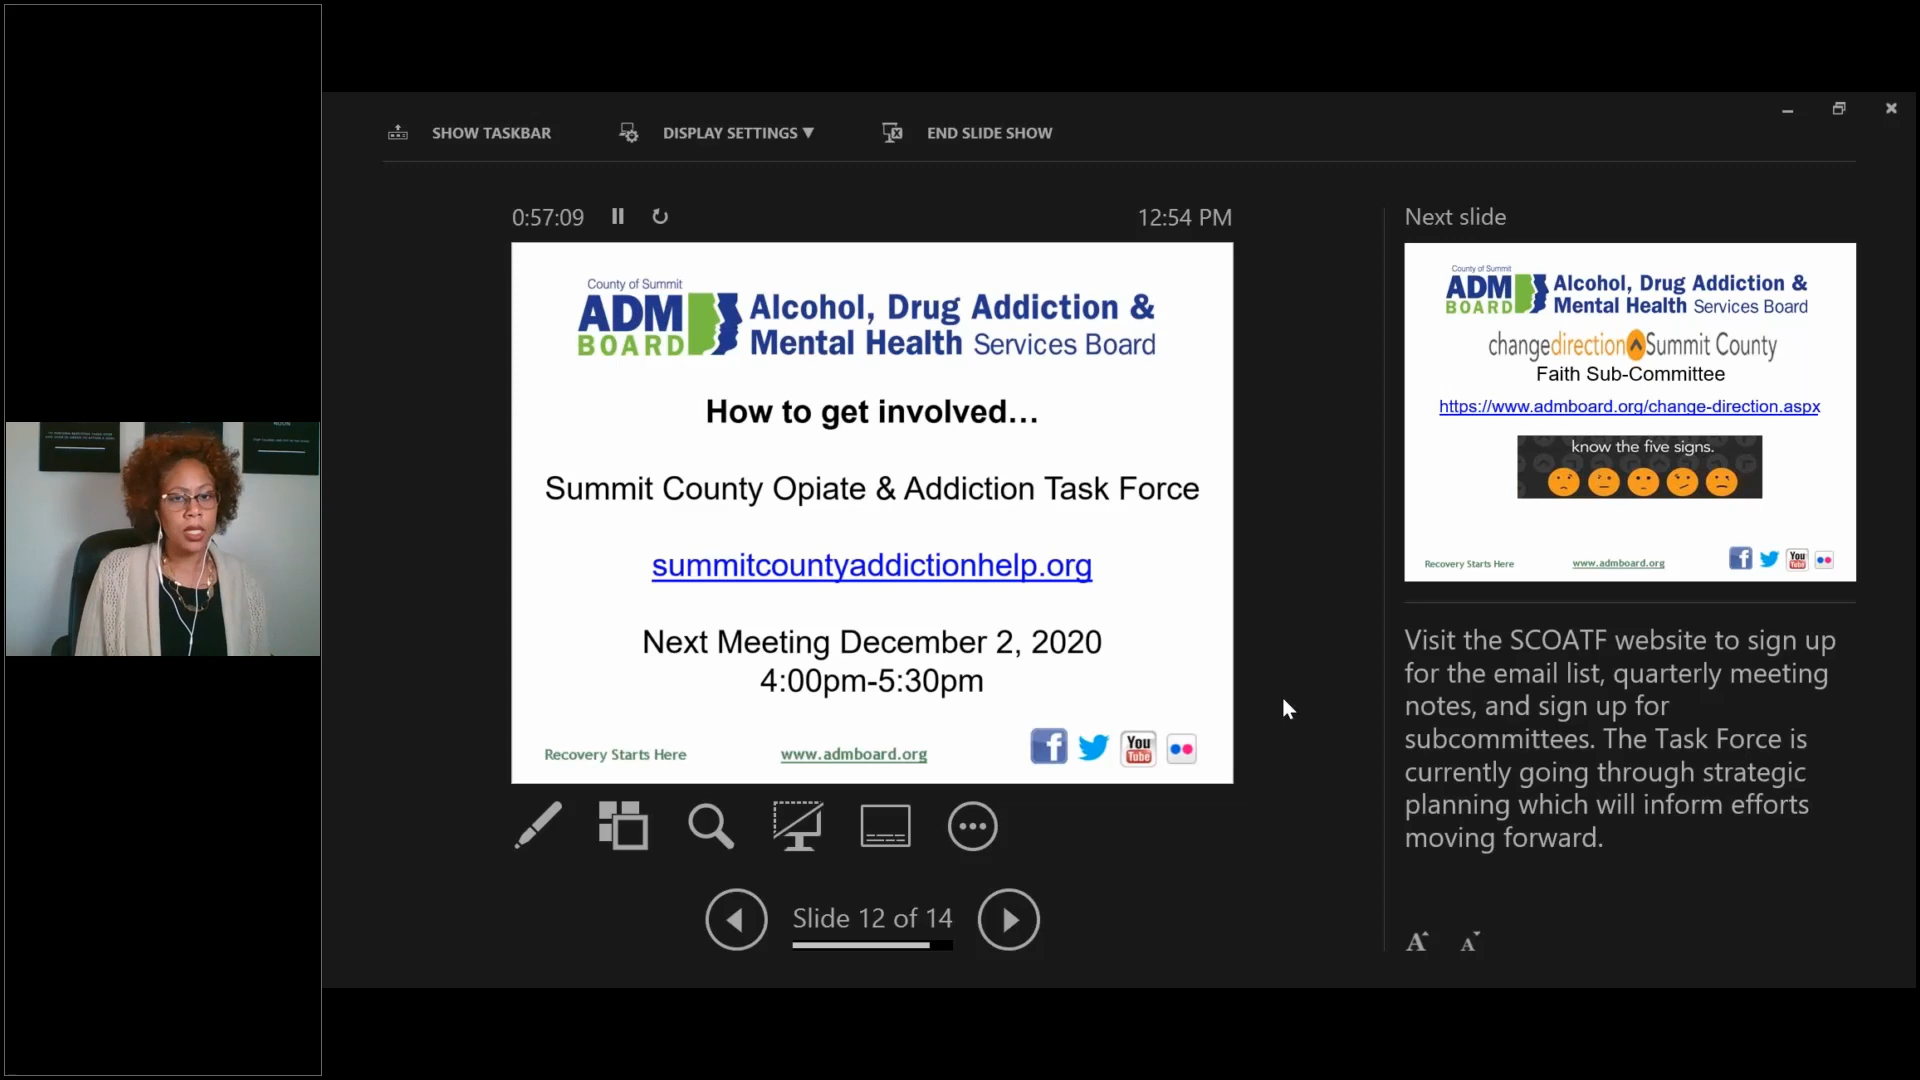 SHOW TASKBAR
DISPLAY SETTINGS ▼
END SLIDE SHOW
0:57:09
12:54 PM
County of Summit
ADM
BOARD
Alcohol, Drug Addiction &
Mental Health Services Board
How to get involved...
Summit County Opiate & Addiction Task Force
summitcountyaddictionhelp.org
Next Meeting December 2, 2020
4:00pm-5:30pm
Recovery Starts Here
www.admboard.org
f
You
Tube
Slide 12 of 14
Next slide
County of Summit
ADM
BOARD
Alcohol, Drug Addiction &
Mental Health Services Board
changedirection Summit County
Faith Sub-Committee
https://www.admboard.org/change-direction.aspx
know the five signs.
Recovery Starts Here
www.admboard.org
f
You
Tube
Visit the SCOATF website to sign up
for the email list, quarterly meeting
notes, and sign up for
subcommittees. The Task Force is
currently going through strategic
planning which will inform efforts
moving forward.
A
A